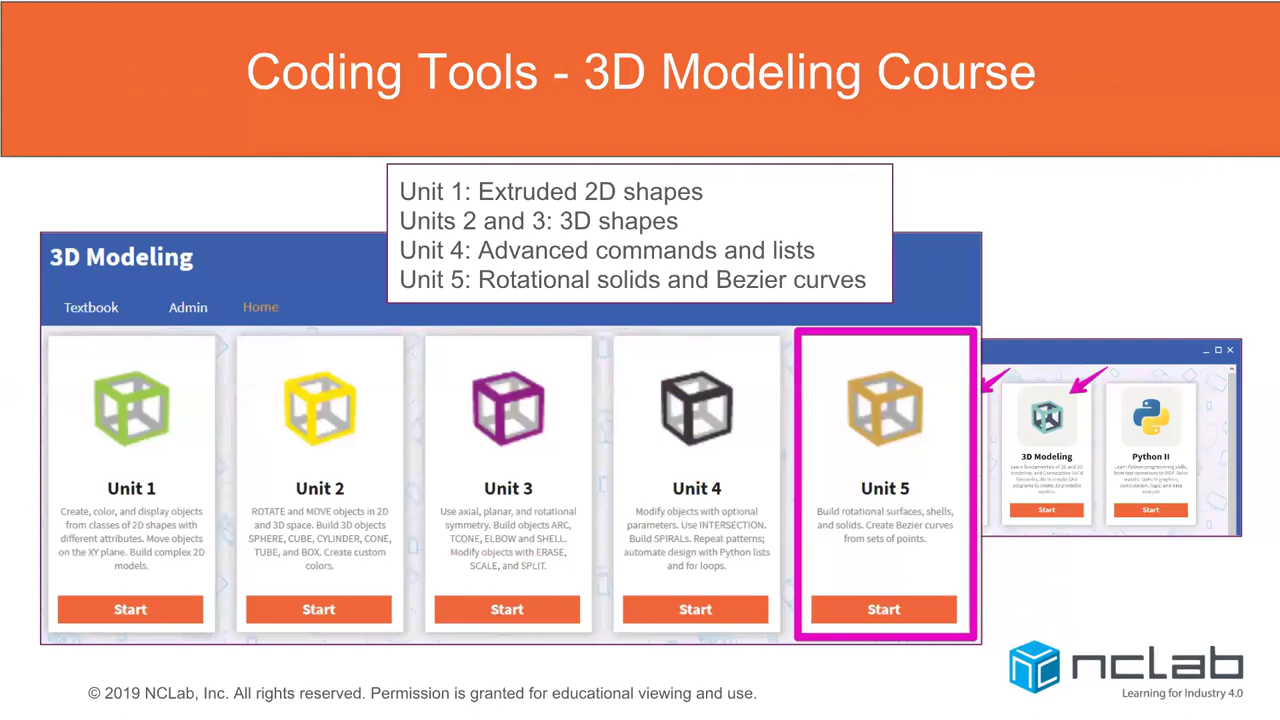 Coding Tools - 3D Modeling Course
Unit 1: Extruded 2D shapes
Units 2 and 3: 3D shapes
Unit 4: Advanced commands and lists
Unit 5: Rotational solids and Bezier curves
3D Modeling
Textbook Admin Home
Unit 1
Create, color, and display objects
from classes of 2D shapes with
different attributes. Move objects
on the XY plane. Build complex 2D
models.
Start
Unit 2
ROTATE and MOVE objects in 2D
and 3D space. Build 3D objects
SPHERE, CUBE, CYLINDER, CONE,
TUBE, and BOX. Create custom
colors.
Start
Unit 3
Use axial, planar, and rotational
symmetry. Build objects ARC,
TCONE, ELBOW and SHELL.
Modify objects with ERASE,
SCALE, and SPLIT.
Start
Unit 4
Modify objects with optional
parameters. Use INTERSECTION.
Build SPIRALS. Repeat patterns;
automate design with Python lists
and for loops.
Start
Unit 5
Build rotational surfaces, shells,
and solids. Create Bezier curves
from sets of points.
Start
3D Modeling
Start
Python II
Start
nclab
Learning for Industry 4.0
© 2019 NCLab, Inc. All rights reserved. Permission is granted for educational viewing and use.